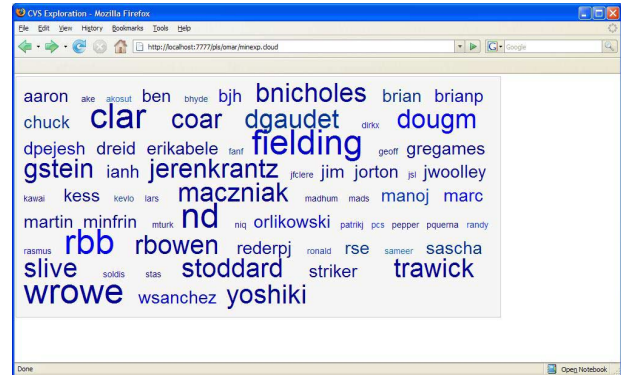 CVS Exploration - Mozilla Firefox
File Edit View History Bookmarks Tools Help
http://localhost:7777/pls/omar/minexp.cloud
Google
aaron ake akosut ben bhyde bjh bnicholes brian brianp
chuck clar coar dgaudet dirkx dougm
dpejesh dreid erikabele fanf fielding geoff gregames
gstein ianh jerenkrantz jfclere jim jorton jsl jwoolley
kawai kess kevlo lars maczniak madhum mads manoj marc
martin minfrin mturk nd niq orlikowski patrikj pcs pepper pquerna randy
rasmus rbb rbowen rederpj ronald rse sameer sascha
slive soldis stas stoddard striker trawick
wrowe wsanchez yoshiki
Done
Open Notebook